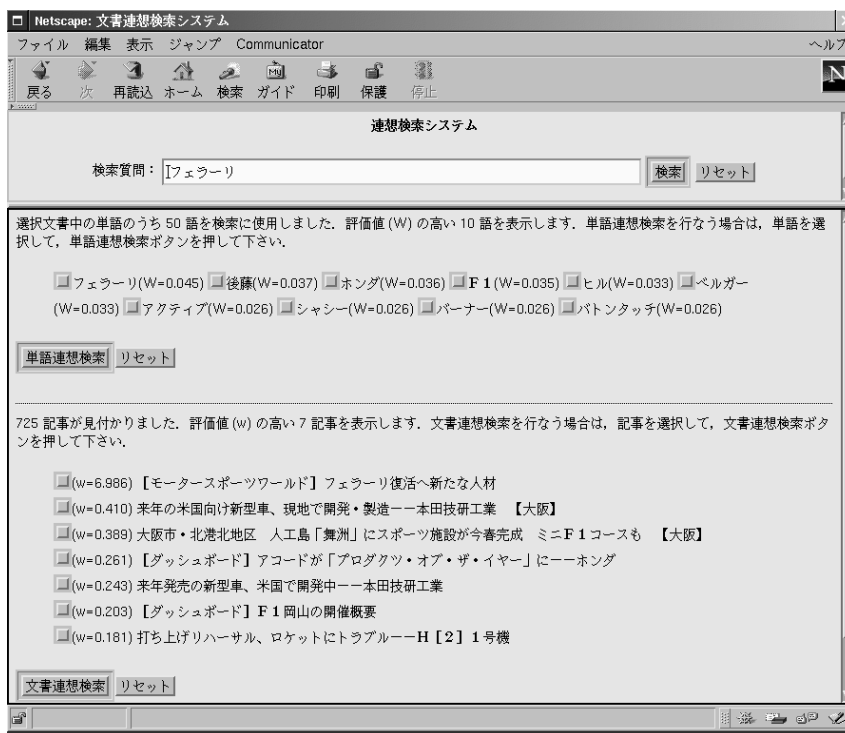 Netscape: 文書連想検索システム
ファイル 編集 表示 ジャンプ Communicator ヘルプ
戻る 次 再読込 ホーム 検索 ガイド 印刷 保護 停止
連想検索システム
検索質問： フェラーリ 検索 リセット
選択文書中の単語のうち 50 語を検索に使用しました．評価値 (W) の高い 10 語を表示します．単語連想検索を行なう場合は，単語を選
択して，単語連想検索ボタンを押して下さい．
フェラーリ(W=0.045) 後藤(W=0.037) ホンダ(W=0.036) Ｆ１(W=0.035) ヒル(W=0.033) ベルガー
(W=0.033) アクティブ(W=0.026) シャシー(W=0.026) パーナー(W=0.026) バトンタッチ(W=0.026)
単語連想検索 リセット
725 記事が見付かりました．評価値 (w) の高い 7 記事を表示します．文書連想検索を行なう場合は，記事を選択して，文書連想検索ボタ
ンを押して下さい．
(w=6.986) 【モータースポーツワールド】フェラーリ復活へ新たな人材
(w=0.410) 来年の米国向け新型車、現地で開発・製造ーー本田技研工業 【大阪】
(w=0.389) 大阪市・北港北地区 人工島「舞洲」にスポーツ施設が今春完成 ミニＦ１コースも 【大阪】
(w=0.261) 【ダッシュボード】アコードが「プロダクツ・オブ・ザ・イヤー」にーーホンダ
(w=0.243) 来年発売の新型車、米国で開発中ーー本田技研工業
(w=0.203) 【ダッシュボード】Ｆ１岡山の開催概要
(w=0.181) 打ち上げリハーサル、ロケットにトラブルーーＨ［２］１号機
文書連想検索 リセット